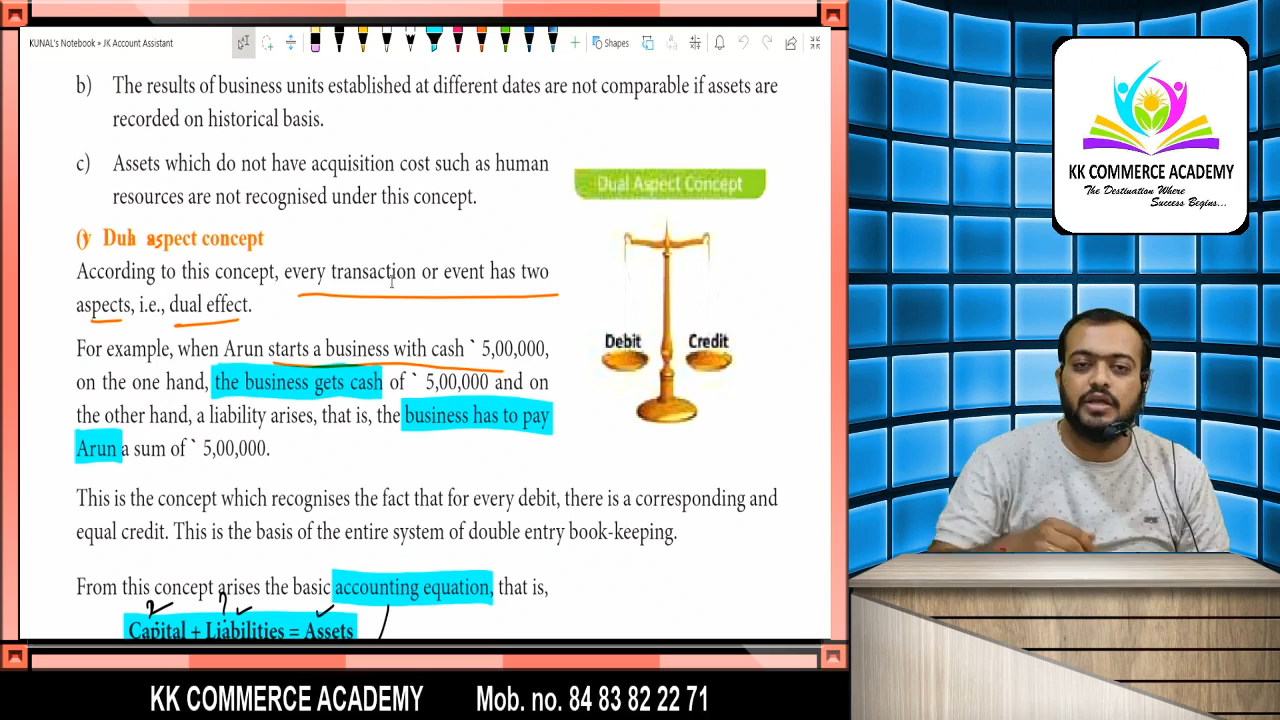 KUNAL's Notebook » JK Account Assistant
Shapes
b) The results of business units established at different dates are not comparable if assets are
recorded on historical basis.
c) Assets which do not have acquisition cost such as human
resources are not recognised under this concept.
Dual Aspect Concept
aspect concept
According to this concept, every transaction or event has two
aspects, i.e., dual effect.
Debit
Credit
For example, when Arun starts a business with cash ` 5,00,000,
on the one hand, the business gets cash of ` 5,00,000 and on
the other hand, a liability arises, that is, the business has to pay
Arun a sum of ` 5,00,000.
This is the concept which recognises the fact that for every debit, there is a corresponding and
equal credit. This is the basis of the entire system of double entry book-keeping.
From this concept arises the basic accounting equation, that is,
Capital + Liabilities = Assets
KK COMMERCE ACADEMY
The Destination Where
Success Begins...
KK COMMERCE ACADEMY Mob. no. 84 83 82 22 71